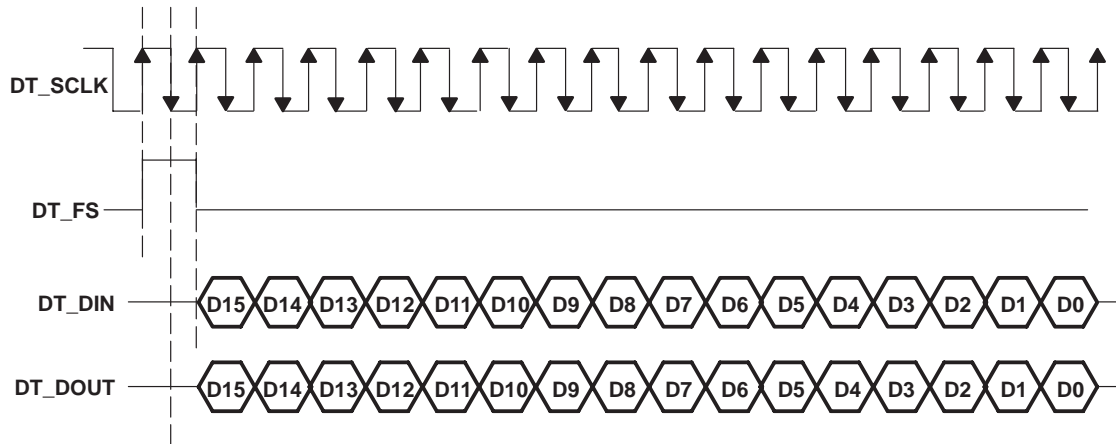 DT_SCLK
DT_FS
DT_DIN D15 D14 D13 D12 D11 D10 D9 D8 D7 D6 D5 D4 D3 D2 D1 D0
DT_DOUT D15 D14 D13 D12 D11 D10 D9 D8 D7 D6 D5 D4 D3 D2 D1 D0